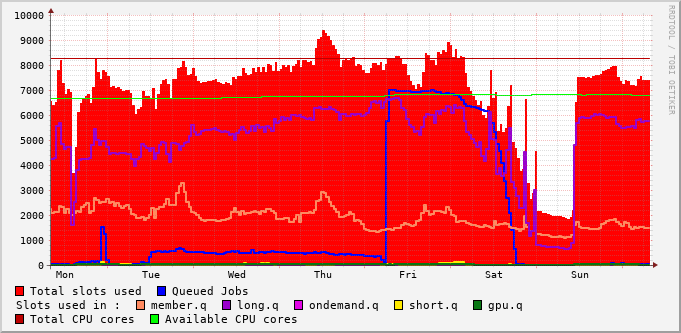 10000
9000
8000
7000
6000
5000
4000
3000
2000
1000
0
Mon Tue Wed Thu Fri Sat Sun
RRDTOOL / TOBI OETIKER
Total slots used Queued Jobs
Slots used in : member.q long.q ondemand.q short.q gpu.q
Total CPU cores Available CPU cores